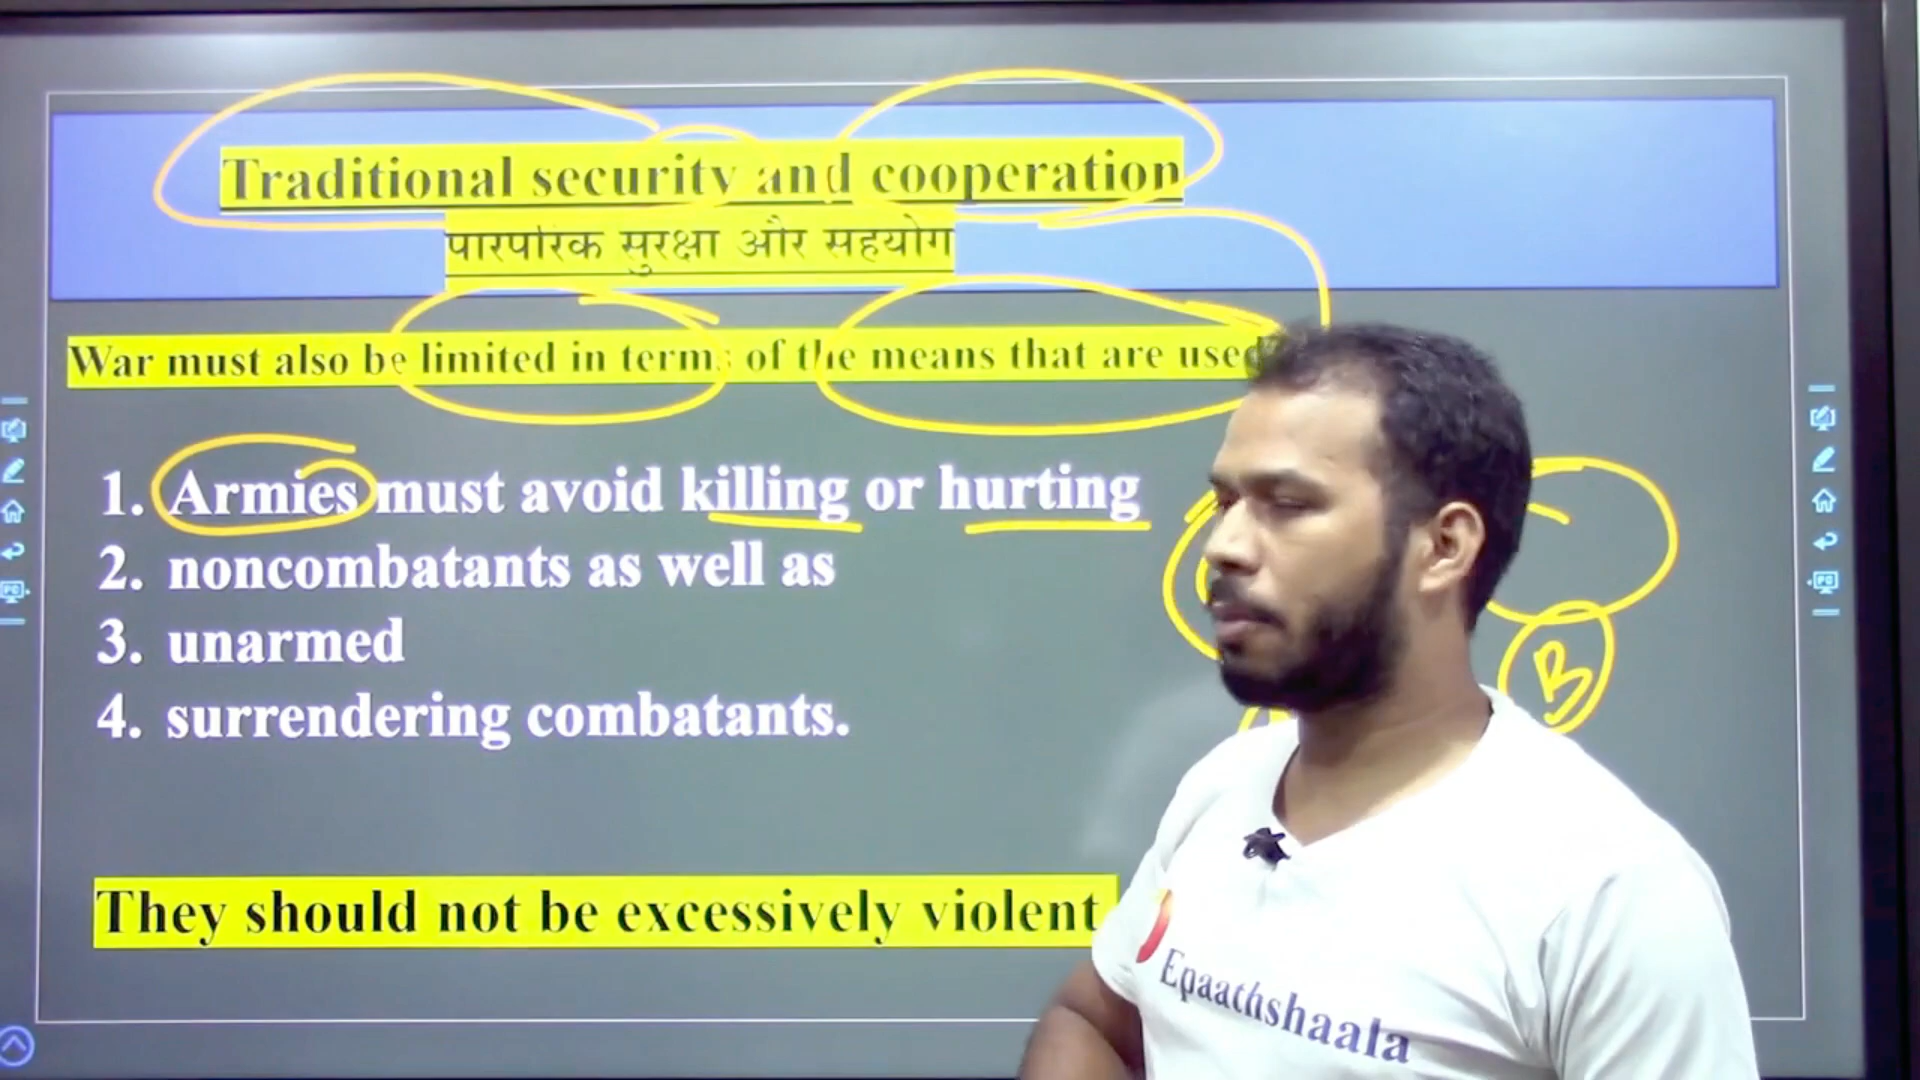 Traditional security and cooperation
पारपरिक सुरक्षा और सहयोग
War must also be limited in terms of the means that are used
1. Armies must avoid killing or hurting
2. noncombatants as well as
3. unarmed
4. surrendering combatants.
B
They should not be excessively violent
Epaathshaala